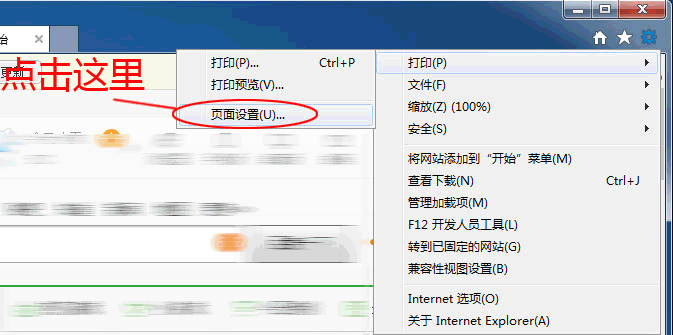 台
更新
点击这里
打印(P)... Ctrl+P
打印预览(V)...
页面设置(U)...
打印(P)
文件(F)
缩放(Z) (100%)
安全(S)
将网站添加到“开始”菜单(M)
查看下载(N) Ctrl+J
管理加载项(M)
F12 开发人员工具(L)
转到已固定的网站(G)
兼容性视图设置(B)
Internet 选项(O)
关于 Internet Explorer(A)